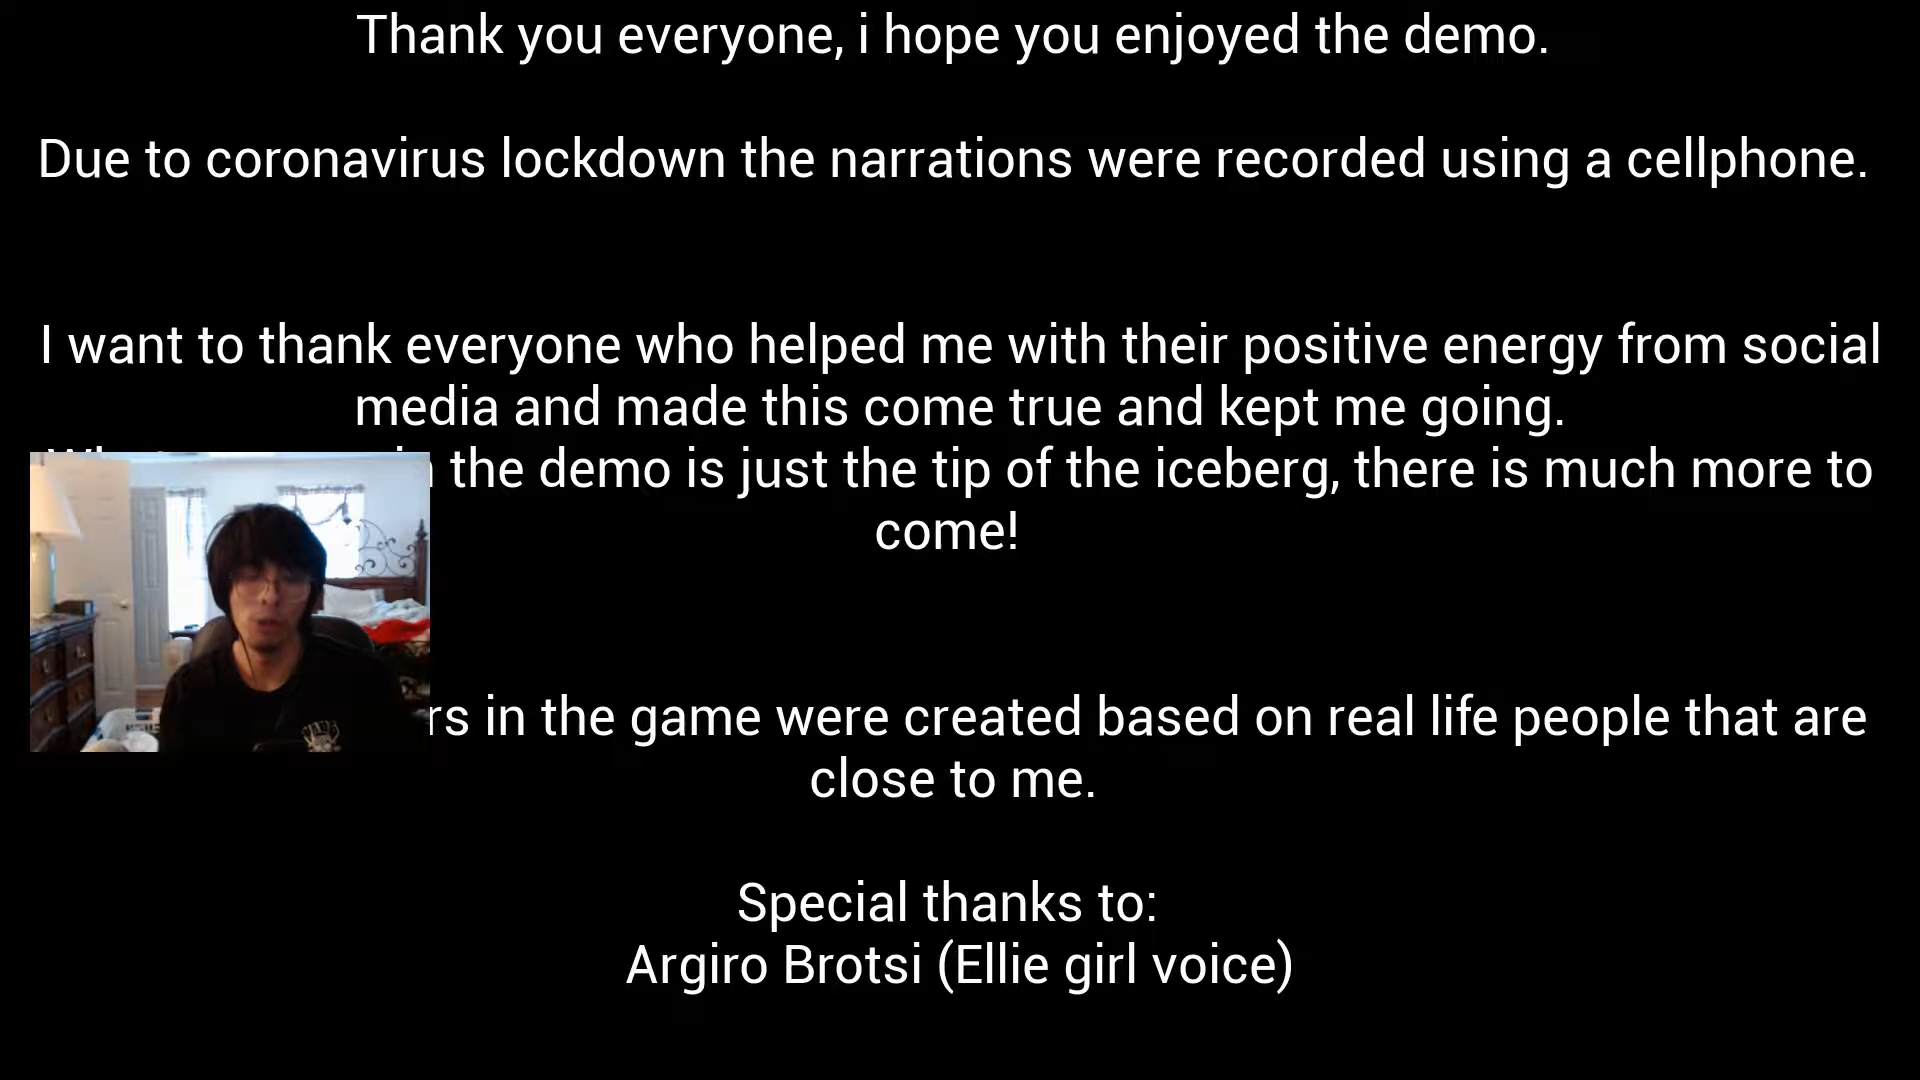 Thank you everyone, i hope you enjoyed the demo.
Due to coronavirus lockdown the narrations were recorded using a cellphone.
I want to thank everyone who helped me with their positive energy from social
media and made this come true and kept me going.
the demo is just the tip of the iceberg, there is much more to
come!
rs in the game were created based on real life people that are
close to me.
Special thanks to:
Argiro Brotsi (Ellie girl voice)